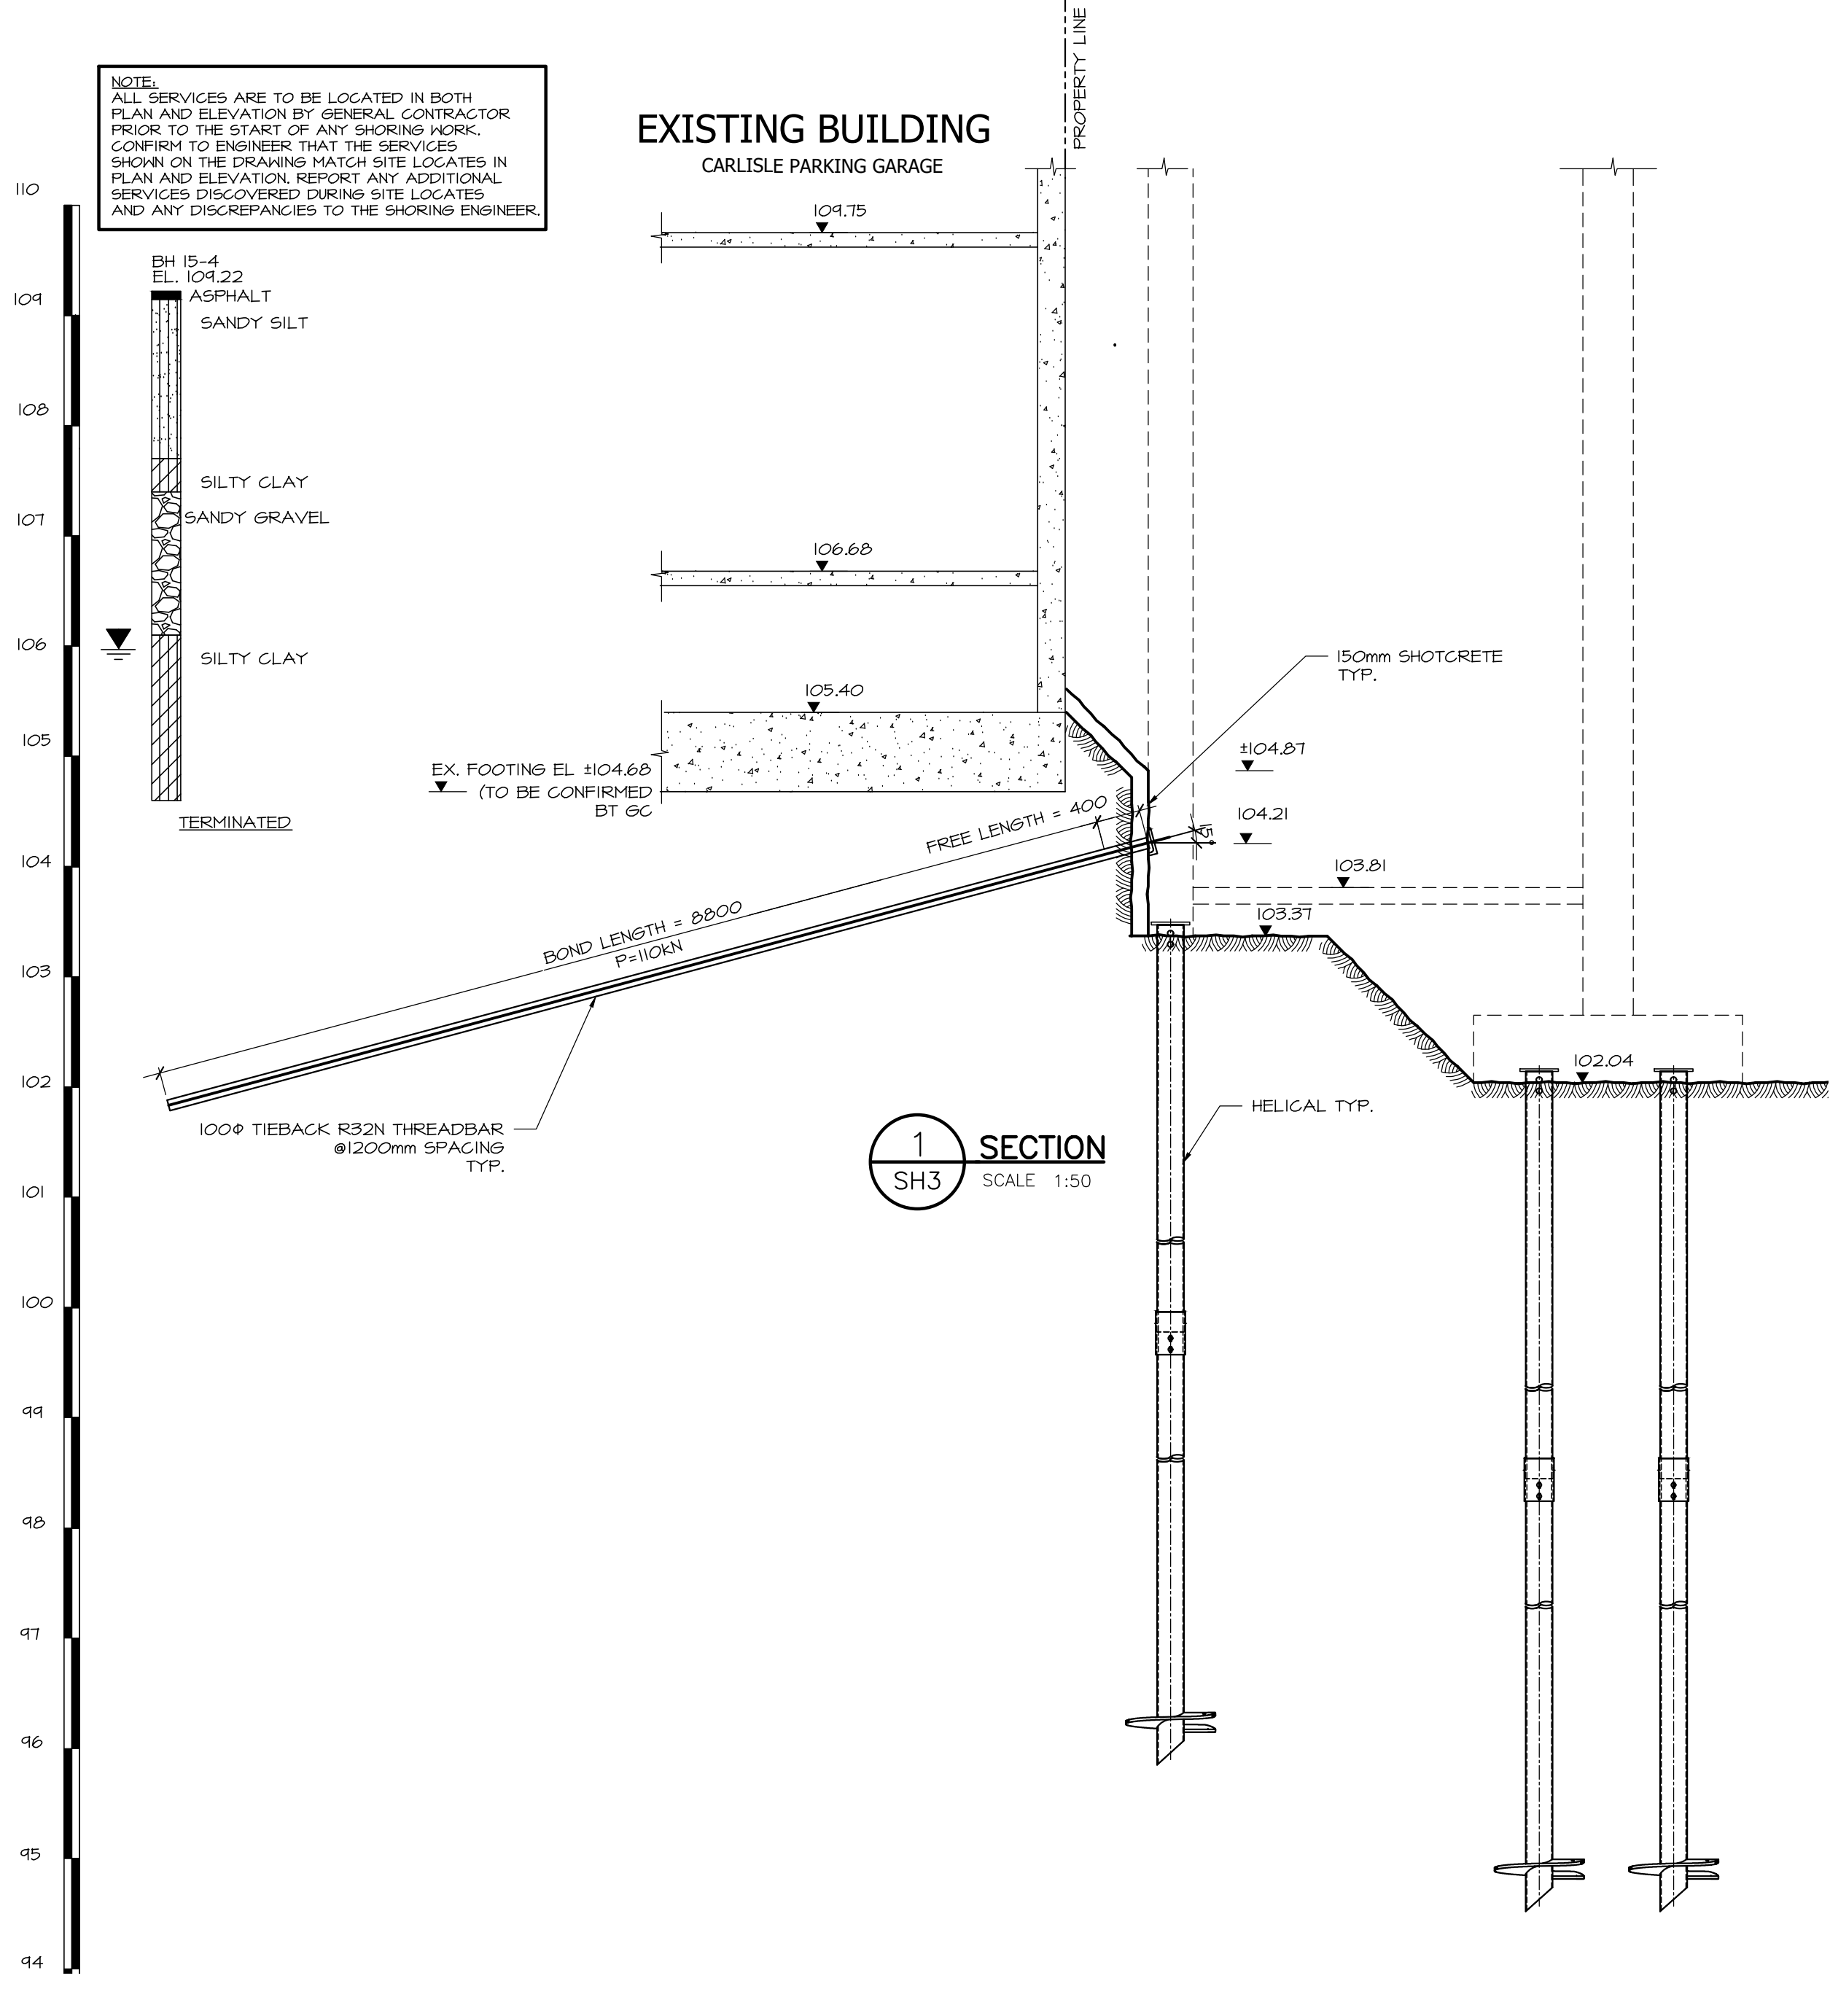 PROPERTY LINE
NOTE:
ALL SERVICES ARE TO BE LOCATED IN BOTH
PLAN AND ELEVATION BY GENERAL CONTRACTOR
PRIOR TO THE START OF ANY SHORING WORK.
CONFIRM TO ENGINEER THAT THE SERVICES
SHOWN ON THE DRAWING MATCH SITE LOCATES IN
PLAN AND ELEVATION. REPORT ANY ADDITIONAL
SERVICES DISCOVERED DURING SITE LOCATES
AND ANY DISCREPANCIES TO THE SHORING ENGINEER.
EXISTING BUILDING
CARLISLE PARKING GARAGE
110
109
108
107
106
105
104
103
102
101
100
99
98
97
96
95
94
BH 15-4
EL. 109.22
ASPHALT
SANDY SILT
SILTY CLAY
SANDY GRAVEL
SILTY CLAY
TERMINATED
109.75
106.68
105.40
EX. FOOTING EL ±104.68
(TO BE CONFIRMED
BT GC
150mm SHOTCRETE
TYP.
±104.87
104.21
15°
103.81
103.37
102.04
FREE LENGTH = 400
BOND LENGTH = 8800
P=110kN
100Φ TIEBACK R32N THREADBAR
@1200mm SPACING
TYP.
HELICAL TYP.
1
SH3
SECTION
SCALE 1:50